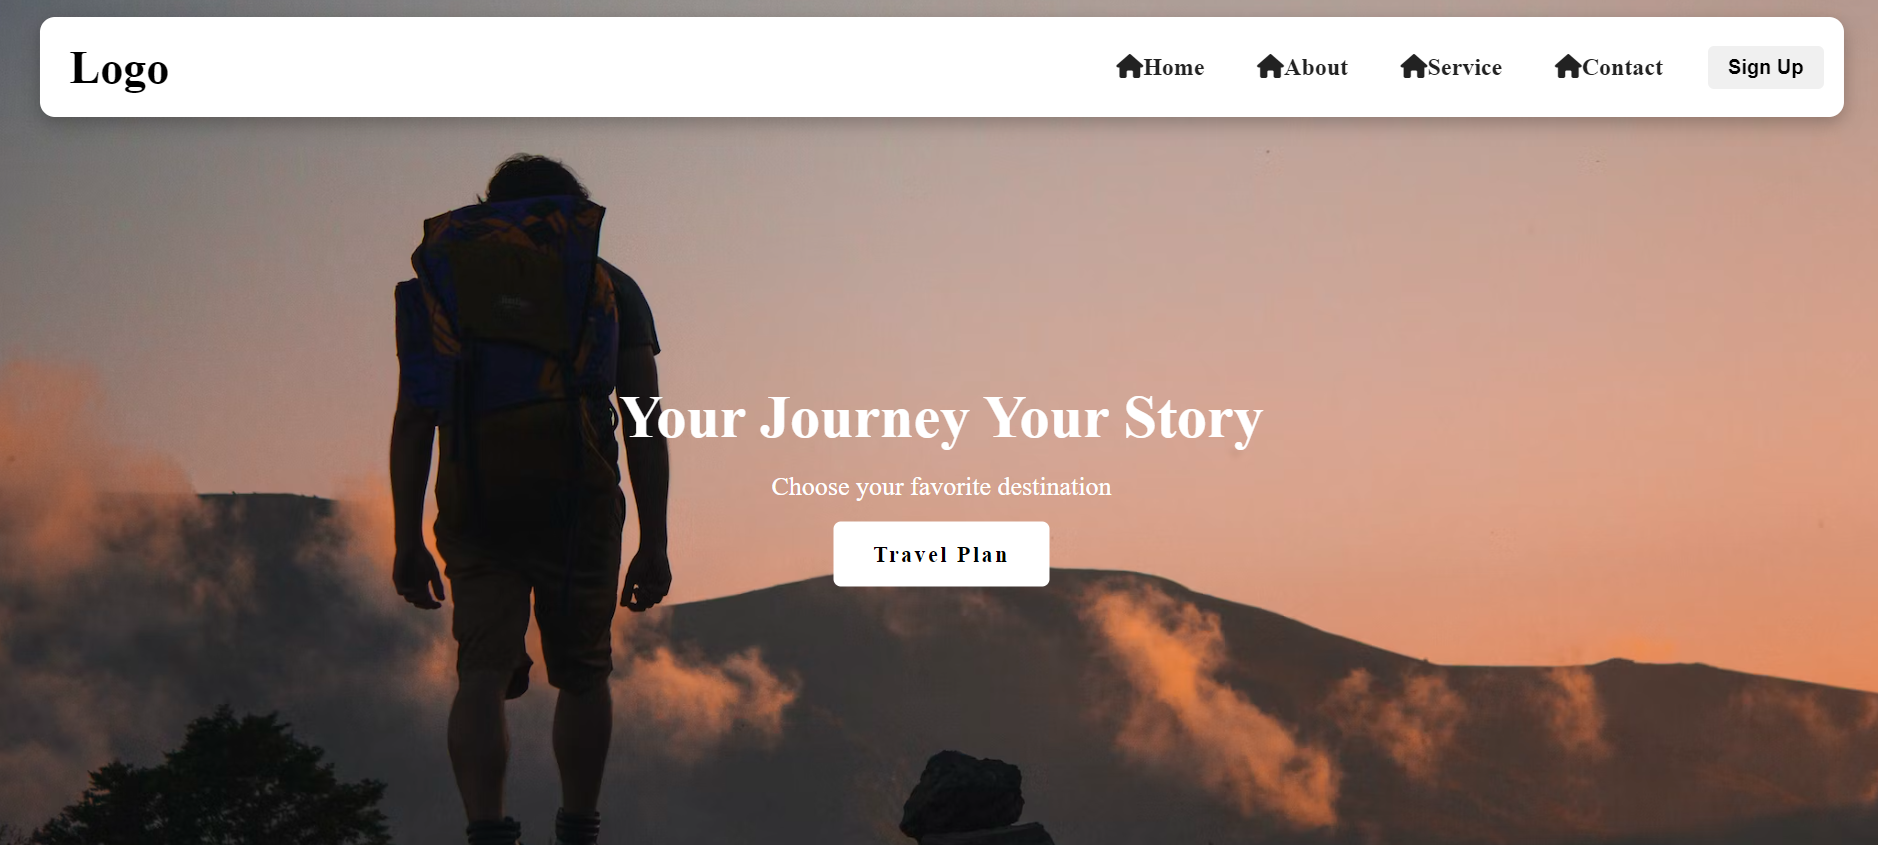 Logo
Home About Service Contact Sign Up
Your Journey Your Story
Choose your favorite destination
Travel Plan